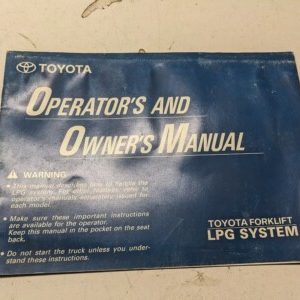 TOYOTA
OPERATOR'S AND
OWNER'S MANUAL
WARNING
• This manual describes how to handle the
LPG system. For other features, refer to
operator's manuals separately issued for
each model.
• Make sure these important instructions
are available for the operator.
Keep this manual in the pocket on the seat
back.
• Do not start the truck unless you under-
stand these instructions.
TOYOTA FORKLIFT
LPG SYSTEM